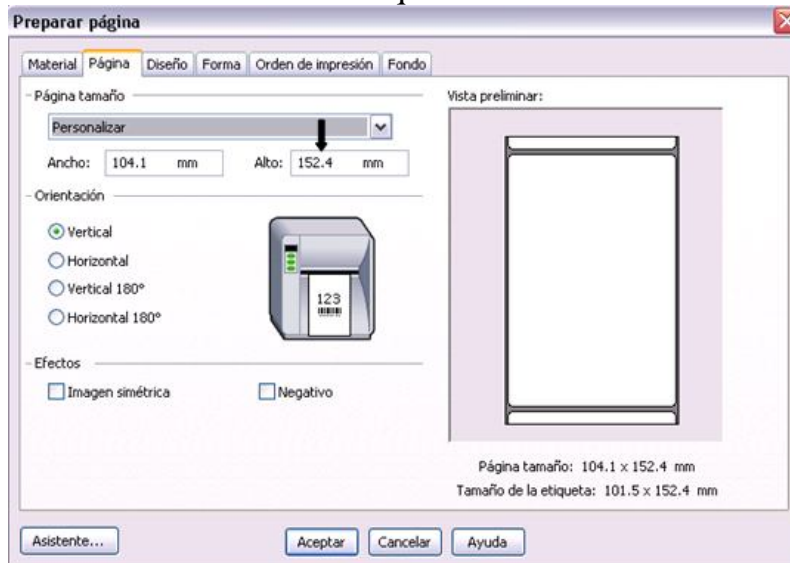 Preparar página
Material Página Diseño Forma Orden de impresión Fondo
Página tamaño
Vista preliminar:
Personalizar
Ancho: 104.1 mm Alto: 152.4 mm
Orientación
Vertical
Horizontal
Vertical 180°
Horizontal 180°
123
Efectos
Imagen simétrica Negativo
Página tamaño: 104.1 x 152.4 mm
Tamaño de la etiqueta: 101.5 x 152.4 mm
Asistente... Aceptar Cancelar Ayuda